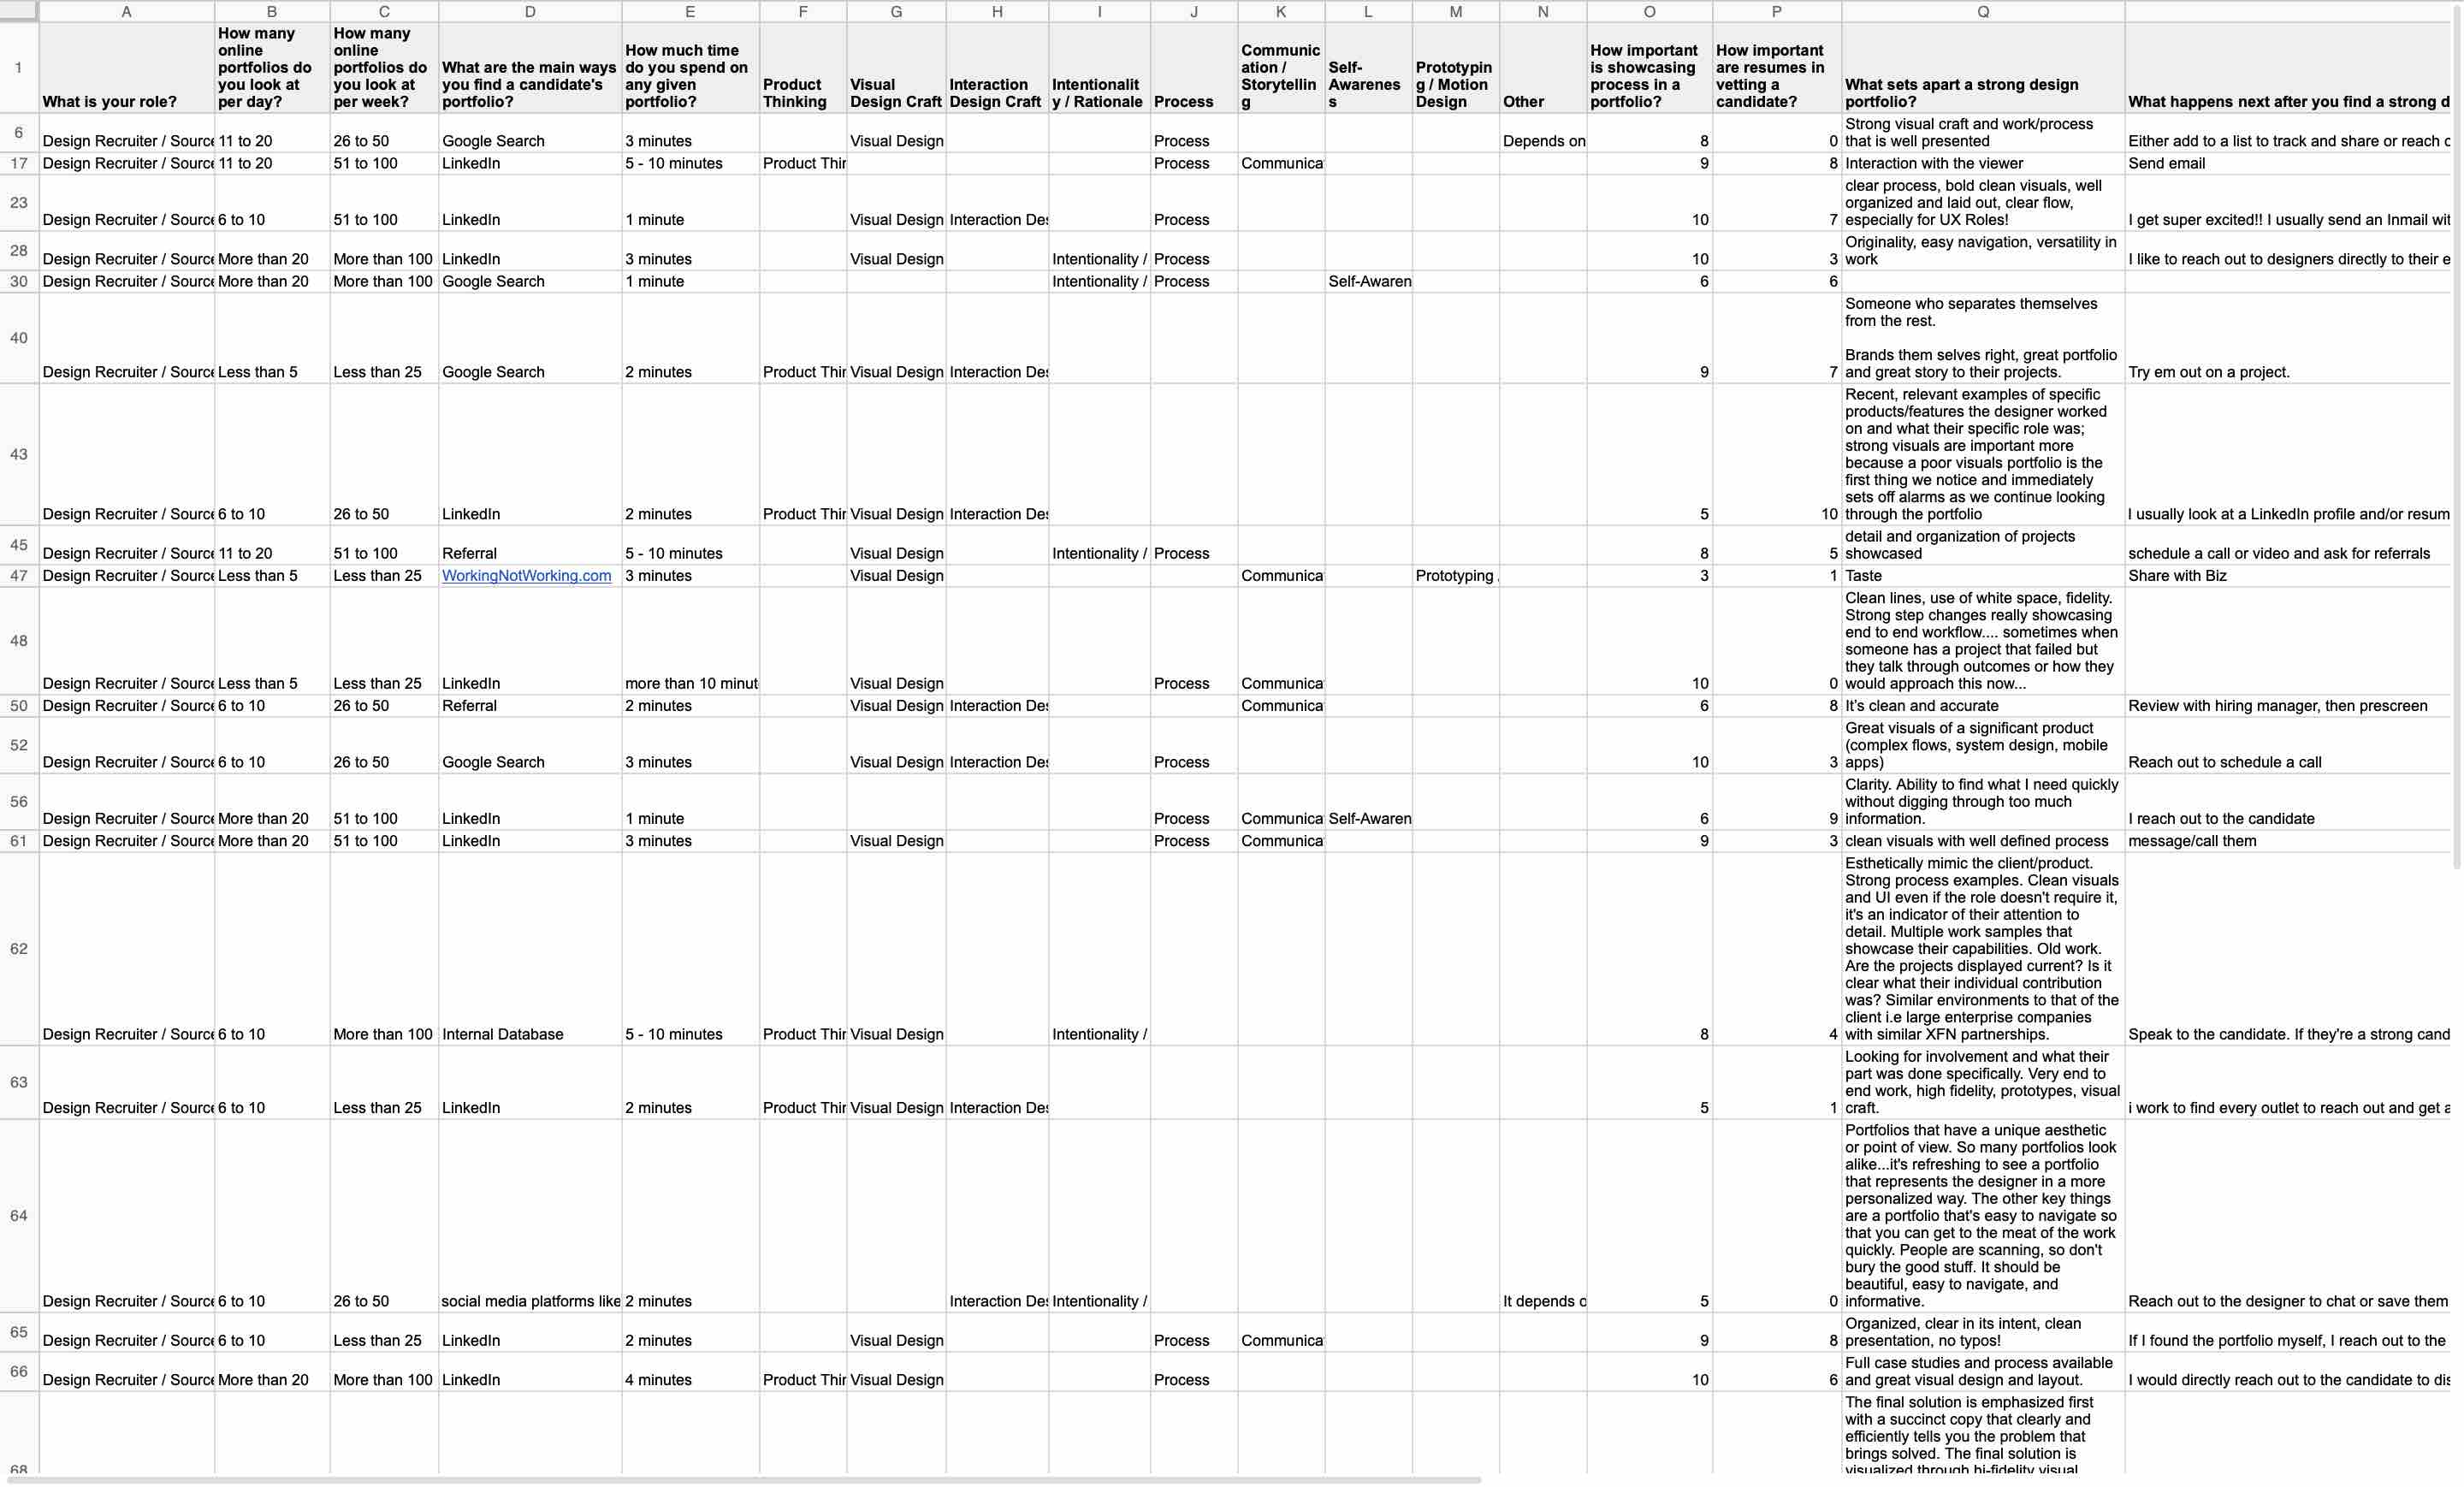 A B C D E F G H I J K L M N O P Q
1
What is your role?
How many
online
portfolios do
you look at
per day?
How many
online
portfolios do
you look at
per week?
What are the main ways
you find a candidate's
portfolio?
How much time
do you spend on
any given
portfolio?
Product
Thinking
Visual
Design Craft
Interaction
Design Craft
Intentionalit
y / Rationale
Process
Communic
ation /
Storytellin
g
Self-
Awarenes
s
Prototypin
g / Motion
Design
Other
How important
is showcasing
process in a
portfolio?
How important
are resumes in
vetting a
candidate?
What sets apart a strong design
portfolio?
What happens next after you find a strong d
6
Design Recruiter / Source 11 to 20 26 to 50 Google Search 3 minutes Visual Design Process Depends on 8 0
Strong visual craft and work/process
that is well presented
Either add to a list to track and share or reach o
17
Design Recruiter / Source 11 to 20 51 to 100 LinkedIn 5 - 10 minutes Product Thin Process Communica 9 8
Interaction with the viewer
Send email
23
Design Recruiter / Source 6 to 10 51 to 100 LinkedIn 1 minute Visual Design Interaction Des Process 10 7
clear process, bold clean visuals, well
organized and laid out, clear flow,
especially for UX Roles!
I get super excited!! I usually send an Inmail wit
28
Design Recruiter / Source More than 20 More than 100 LinkedIn 3 minutes Visual Design Intentionality / Process 10 3
Originality, easy navigation, versatility in
work
I like to reach out to designers directly to their e
30
Design Recruiter / Source More than 20 More than 100 Google Search 1 minute Intentionality / Process Self-Awaren 6 6
40
Design Recruiter / Source Less than 5 Less than 25 Google Search 2 minutes Product Thin Visual Design Interaction Des 9 7
Someone who separates themselves
from the rest.
Brands them selves right, great portfolio
and great story to their projects.
Try em out on a project.
43
Design Recruiter / Source 6 to 10 26 to 50 LinkedIn 2 minutes Product Thin Visual Design Interaction Des 5 10
Recent, relevant examples of specific
products/features the designer worked
on and what their specific role was;
strong visuals are important more
because a poor visuals portfolio is the
first thing we notice and immediately
sets off alarms as we continue looking
through the portfolio
I usually look at a LinkedIn profile and/or resum
45
Design Recruiter / Source 11 to 20 51 to 100 Referral 5 - 10 minutes Visual Design Intentionality / Process 8 5
detail and organization of projects
showcased
schedule a call or video and ask for referrals
47
Design Recruiter / Source Less than 5 Less than 25 WorkingNotWorking.com 3 minutes Visual Design Communica Prototyping 3 1
Taste
Share with Biz
48
Design Recruiter / Source Less than 5 Less than 25 LinkedIn more than 10 minut Visual Design Process Communica 10 0
Clean lines, use of white space, fidelity.
Strong step changes really showcasing
end to end workflow.... sometimes when
someone has a project that failed but
they talk through outcomes or how they
would approach this now...
50
Design Recruiter / Source 6 to 10 26 to 50 Referral 2 minutes Visual Design Interaction Des Communica 6 8
It's clean and accurate
Review with hiring manager, then prescreen
52
Design Recruiter / Source 6 to 10 26 to 50 Google Search 3 minutes Visual Design Interaction Des Process 10 3
Great visuals of a significant product
(complex flows, system design, mobile
apps)
Reach out to schedule a call
56
Design Recruiter / Source More than 20 51 to 100 LinkedIn 1 minute Process Communica Self-Awaren 6 9
Clarity. Ability to find what I need quickly
without digging through too much
information.
I reach out to the candidate
61
Design Recruiter / Source More than 20 51 to 100 LinkedIn 3 minutes Visual Design Process Communica 9 3
clean visuals with well defined process
message/call them
62
Design Recruiter / Source 6 to 10 More than 100 Internal Database 5 - 10 minutes Product Thin Visual Design Intentionality / 8 4
Esthetically mimic the client/product.
Strong process examples. Clean visuals
and UI even if the role doesn't require it,
it's an indicator of their attention to
detail. Multiple work samples that
showcase their capabilities. Old work.
Are the projects displayed current? Is it
clear what their individual contribution
was? Similar environments to that of the
client i.e large enterprise companies
with similar XFN partnerships.
Speak to the candidate. If they're a strong cand
63
Design Recruiter / Source 6 to 10 Less than 25 LinkedIn 2 minutes Product Thin Visual Design Interaction Des 5 1
Looking for involvement and what their
part was done specifically. Very end to
end work, high fidelity, prototypes, visual
craft.
i work to find every outlet to reach out and get a
64
Design Recruiter / Source 6 to 10 26 to 50 social media platforms like 2 minutes Interaction Des Intentionality / It depends o 5 0
Portfolios that have a unique aesthetic
or point of view. So many portfolios look
alike...it's refreshing to see a portfolio
that represents the designer in a more
personalized way. The other key things
are a portfolio that's easy to navigate so
that you can get to the meat of the work
quickly. People are scanning, so don't
bury the good stuff. It should be
beautiful, easy to navigate, and
informative.
Reach out to the designer to chat or save them
65
Design Recruiter / Source 6 to 10 Less than 25 LinkedIn 2 minutes Visual Design Process Communica 9 8
Organized, clear in its intent, clean
presentation, no typos!
If I found the portfolio myself, I reach out to the
66
Design Recruiter / Source More than 20 More than 100 LinkedIn 4 minutes Product Thin Visual Design Process 10 6
Full case studies and process available
and great visual design and layout.
I would directly reach out to the candidate to dis
68
The final solution is emphasized first
with a succinct copy that clearly and
efficiently tells you the problem that
brings solved. The final solution is
visualized through hi-fidelity visual